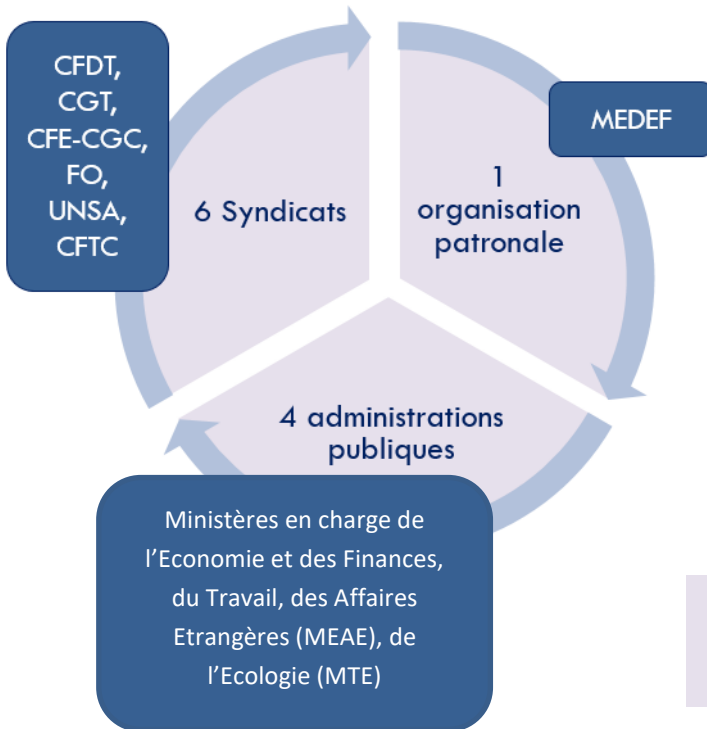 CFDT,
CGT,
CFE-CGC,
FO,
UNSA,
CFTC
6 Syndicats
MEDEF
1
organisation
patronale
4 administrations
publiques
Ministères en charge de
l’Economie et des Finances,
du Travail, des Affaires
Etrangères (MEAE), de
l’Ecologie (MTE)